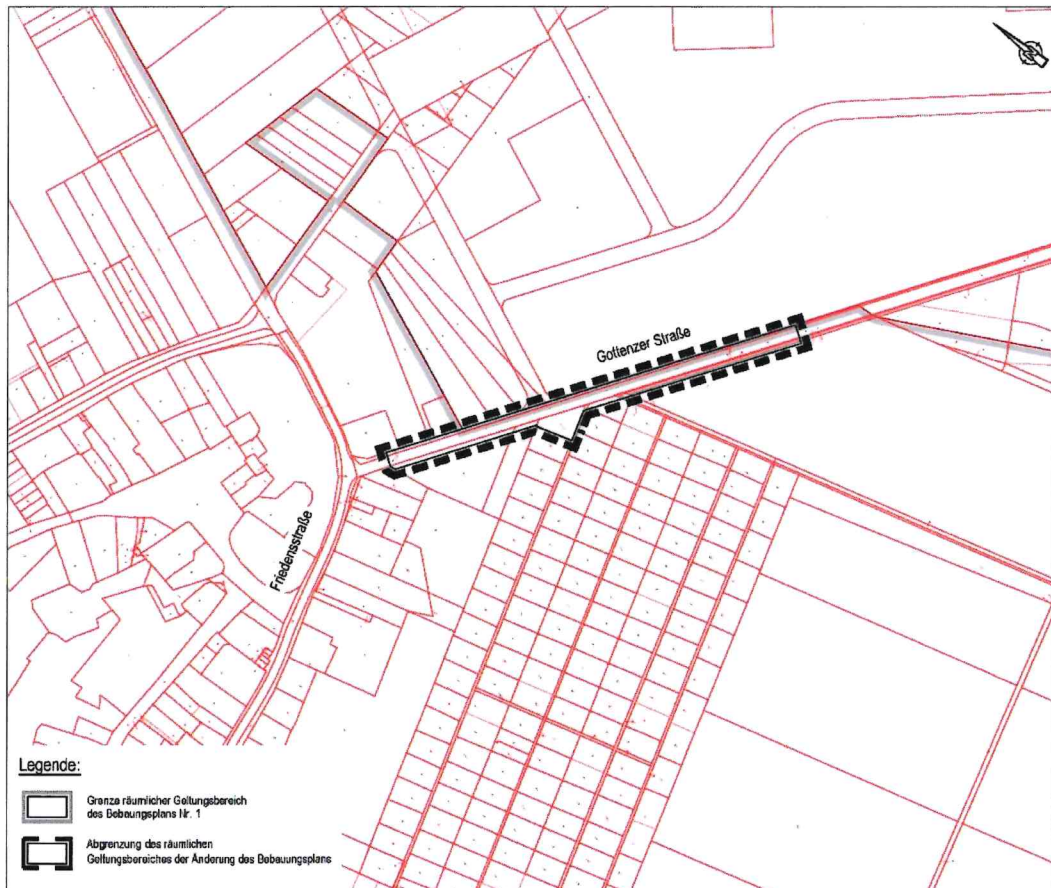 Gottenzer Straße
Friedensstraße
Legende:
Grenze räumlicher Geltungsbereich
des Bebauungsplans Nr. 1
Abgrenzung des räumlichen
Geltungsbereiches der Änderung des Bebauungsplans